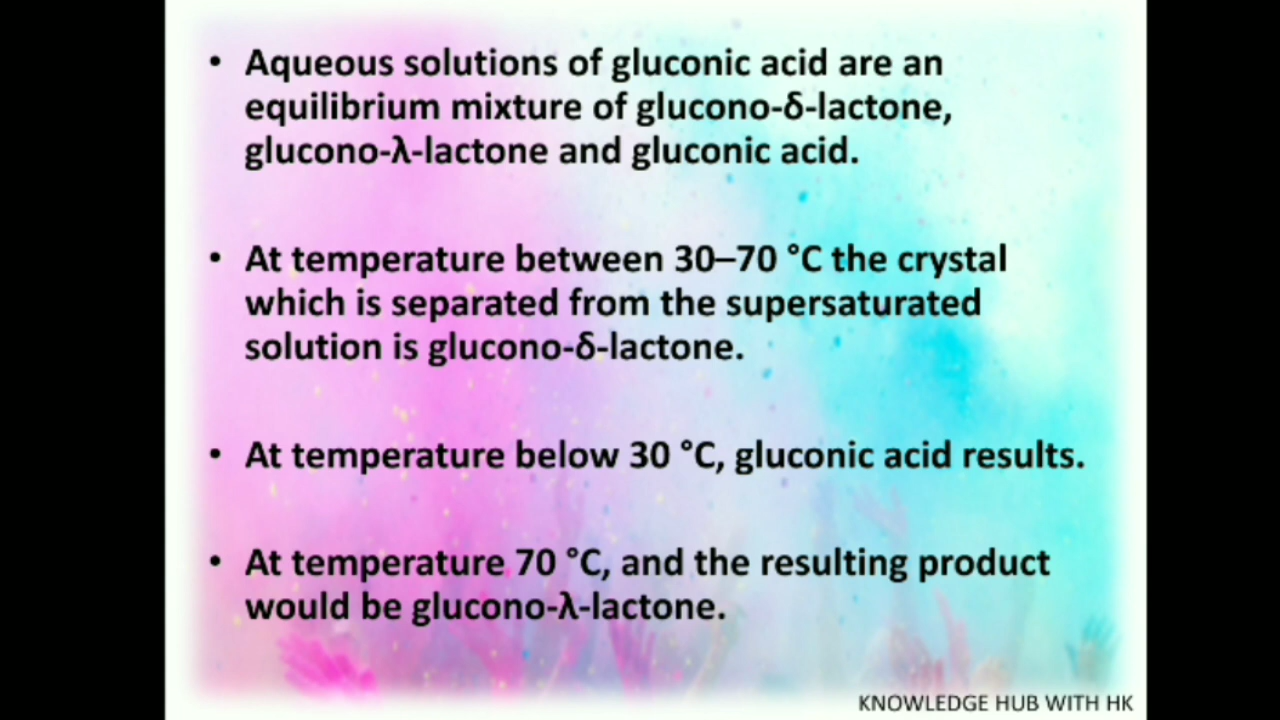 • Aqueous solutions of gluconic acid are an
equilibrium mixture of glucono-δ-lactone,
glucono-λ-lactone and gluconic acid.
• At temperature between 30–70 °C the crystal
which is separated from the supersaturated
solution is glucono-δ-lactone.
• At temperature below 30 °C, gluconic acid results.
• At temperature 70 °C, and the resulting product
would be glucono-λ-lactone.
KNOWLEDGE HUB WITH HK